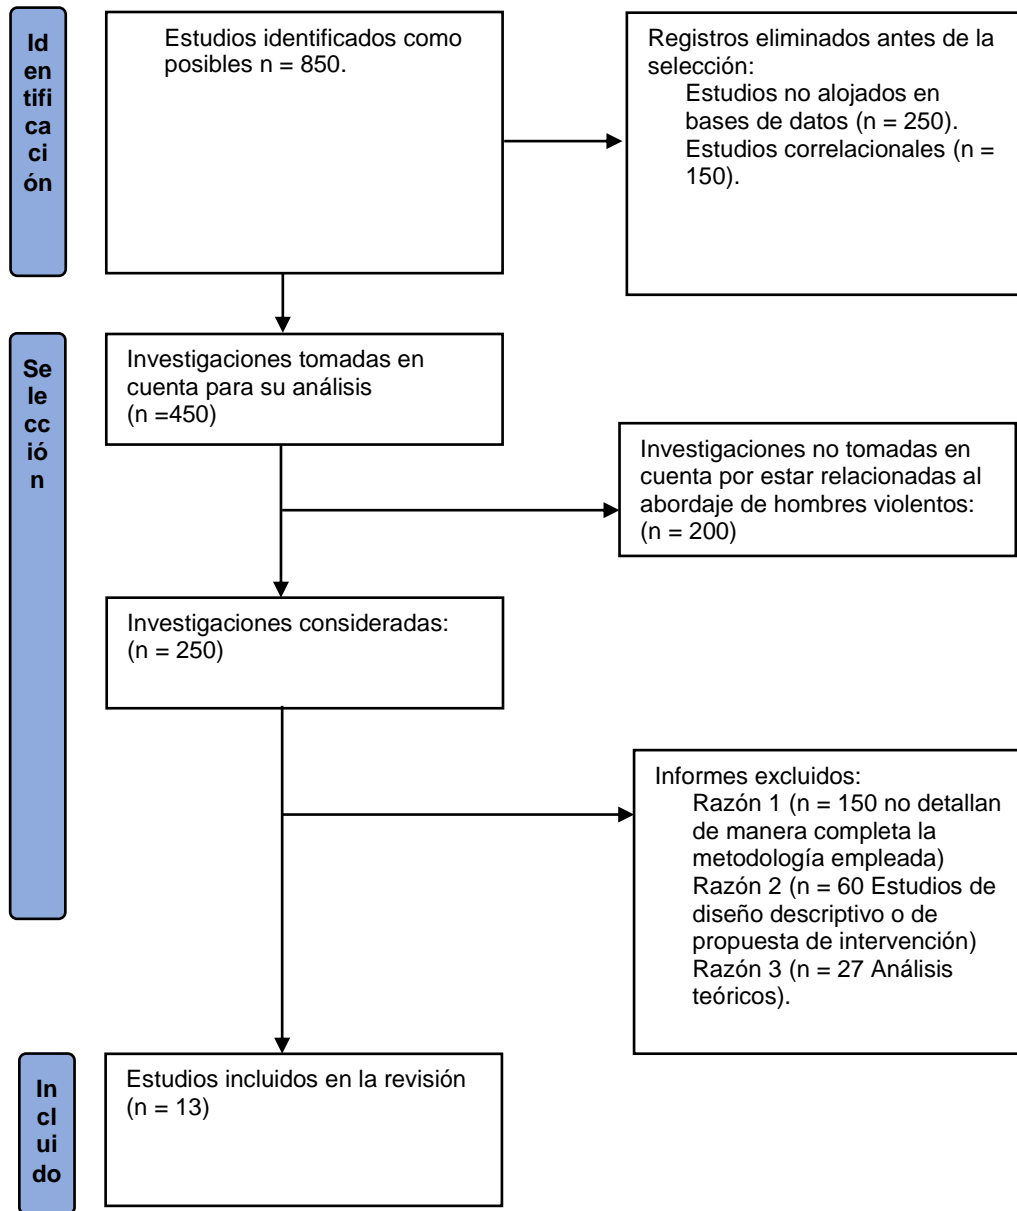 Id
en
tifi
ca
ci
ón
Estudios identificados como
posibles n = 850.
Registros eliminados antes de la
selección:
Estudios no alojados en
bases de datos (n = 250).
Estudios correlacionales (n =
150).
Se
le
cc
ió
n
Investigaciones tomadas en
cuenta para su análisis
(n =450)
Investigaciones no tomadas en
cuenta por estar relacionadas al
abordaje de hombres violentos:
(n = 200)
Investigaciones consideradas:
(n = 250)
Informes excluidos:
Razón 1 (n = 150 no detallan
de manera completa la
metodología empleada)
Razón 2 (n = 60 Estudios de
diseño descriptivo o de
propuesta de intervención)
Razón 3 (n = 27 Análisis
teóricos).
In
cl
ui
do
Estudios incluidos en la revisión
(n = 13)